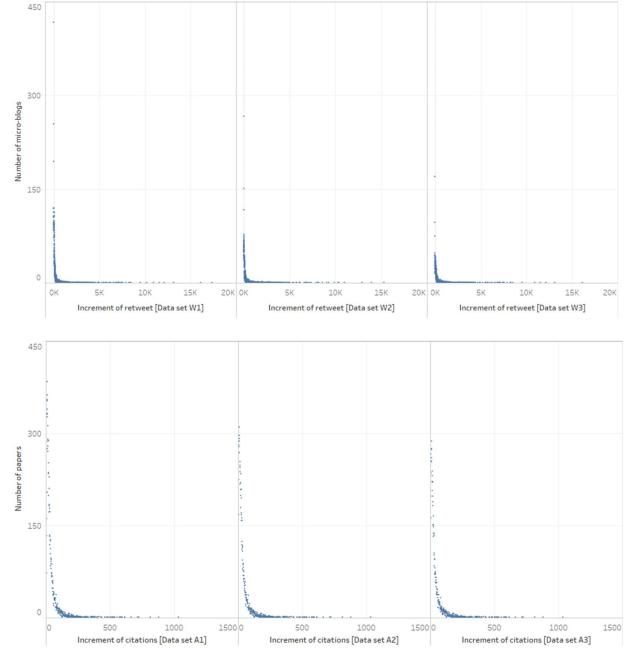 450
300
150
0
Number of micro-blogs
0K 5K 10K 15K 20K 0K 5K 10K 15K 20K 0K 5K 10K 15K 20K
Increment of retweet [Data set W1] Increment of retweet [Data set W2] Increment of retweet [Data set W3]
450
300
150
0
Number of papers
0 500 1000 1500 0 500 1000 1500 0 500 1000 1500
Increment of citations [Data set A1] Increment of citations [Data set A2] Increment of citations [Data set A3]